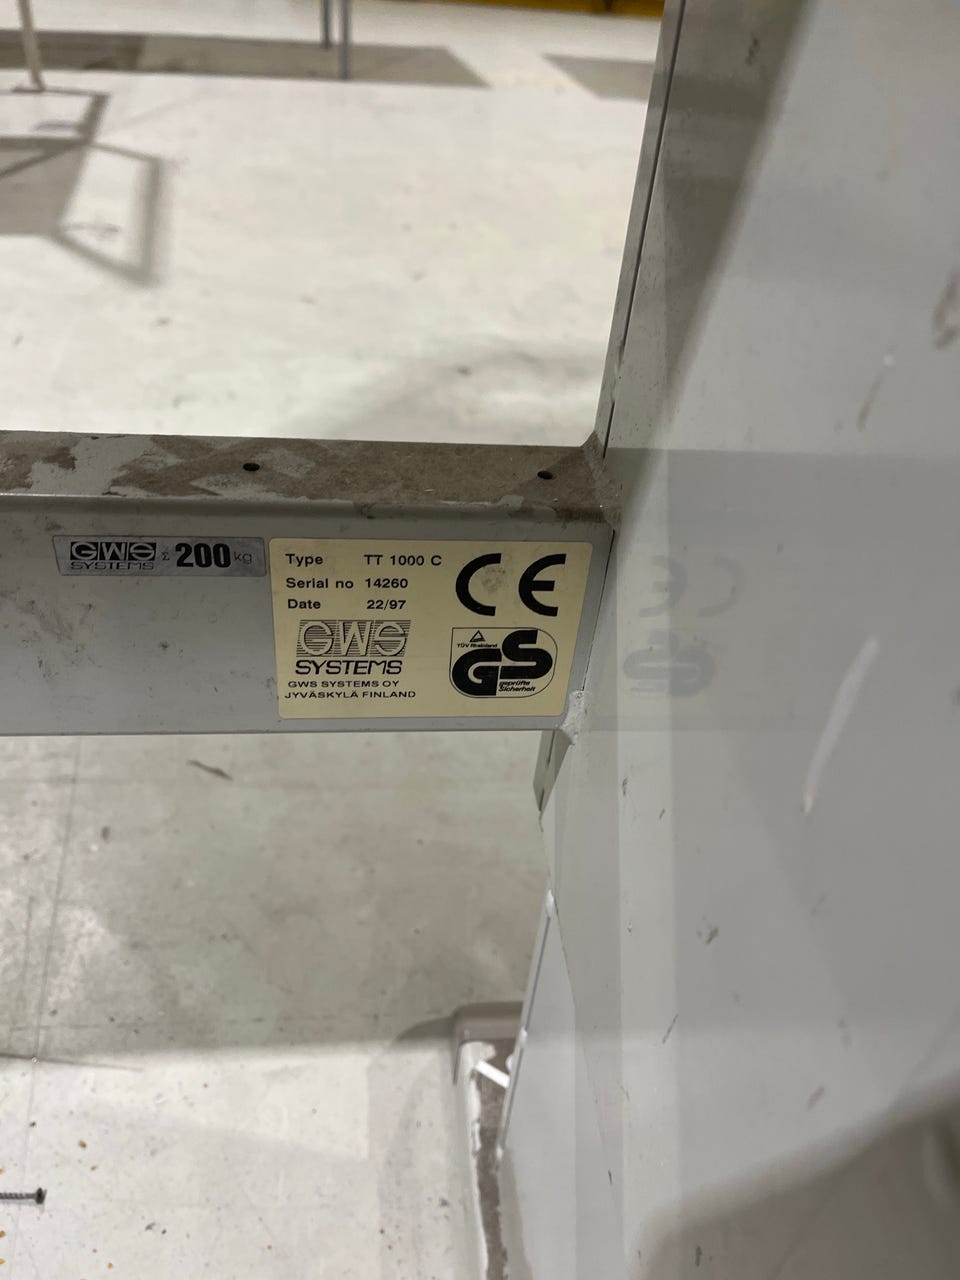 GWS Σ 200 kg
SYSTEMS
Type TT 1000 C
Serial no 14260
Date 22/97
CE
GWS
SYSTEMS
GWS SYSTEMS OY
JYVÄSKYLÄ FINLAND
TÜV Rheinland
GS
geprüfte
Sicherheit